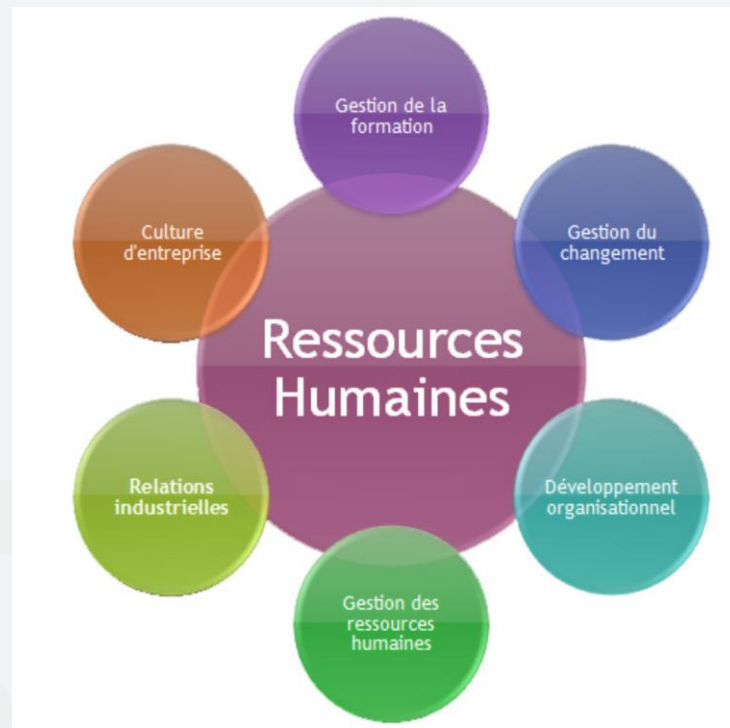 Gestion de la
formation
Culture
d'entreprise
Gestion du
changement
Ressources
Humaines
Relations
industrielles
Développement
organisationnel
Gestion des
ressources
humaines